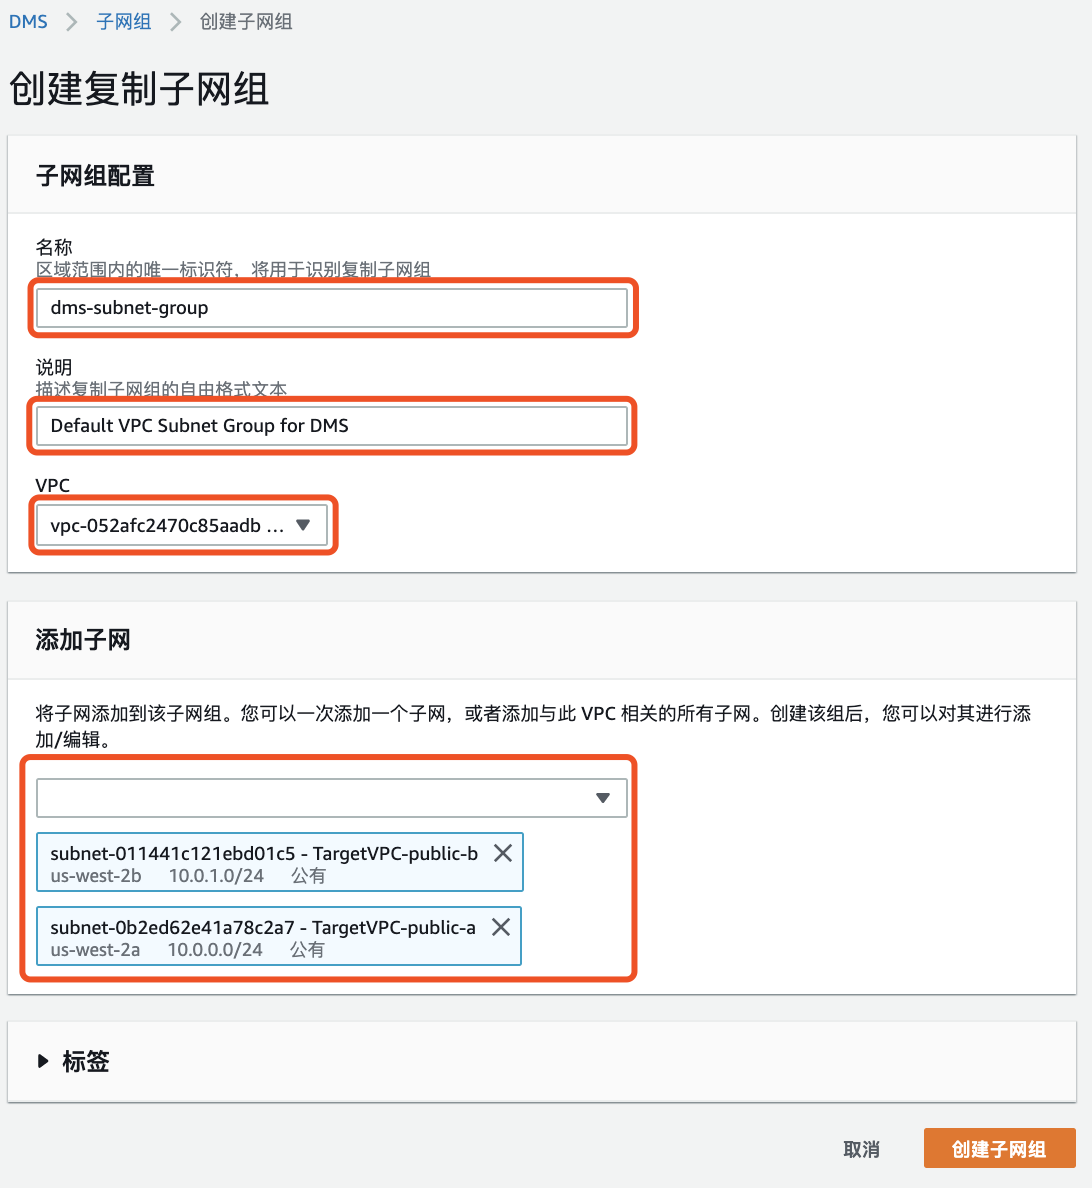 DMS 子网组 创建子网组
创建复制子网组
子网组配置
名称
区域范围内的唯一标识符，将用于识别复制子网组
dms-subnet-group
说明
描述复制子网组的自由格式文本
Default VPC Subnet Group for DMS
VPC
vpc-052afc2470c85aadb ...
添加子网
将子网添加到该子网组。您可以一次添加一个子网，或者添加与此 VPC 相关的所有子网。创建该组后，您可以对其进行添
加/编辑。
subnet-011441c121ebd01c5 - TargetVPC-public-b
us-west-2b 10.0.1.0/24 公有
subnet-0b2ed62e41a78c2a7 - TargetVPC-public-a
us-west-2a 10.0.0.0/24 公有
标签
取消 创建子网组